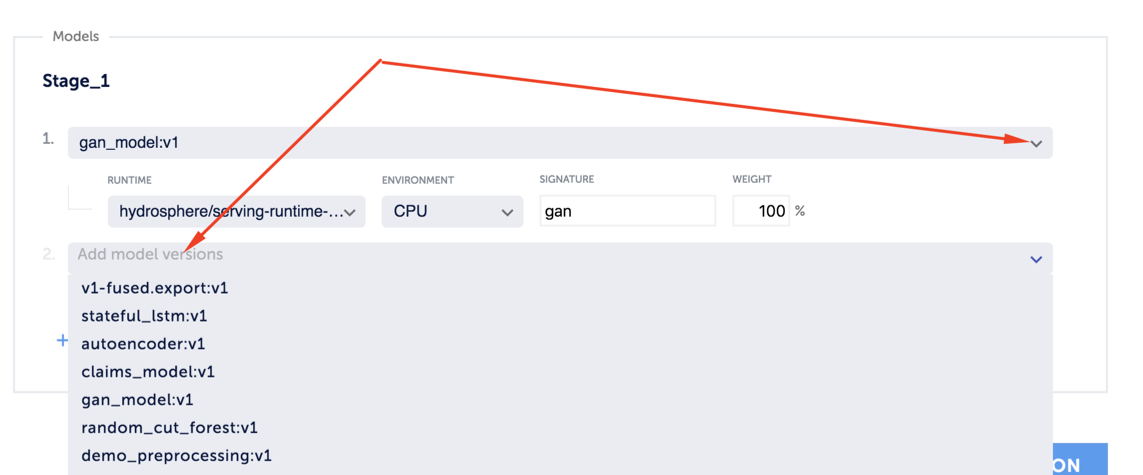 Models
Stage_1
1. gan_model:v1
RUNTIME ENVIRONMENT SIGNATURE WEIGHT
hydrosphere/serving-runtime-... CPU gan 100 %
2. Add model versions
v1-fused.export:v1
stateful_lstm:v1
+ autoencoder:v1
claims_model:v1
gan_model:v1
random_cut_forest:v1
demo_preprocessing:v1
ON